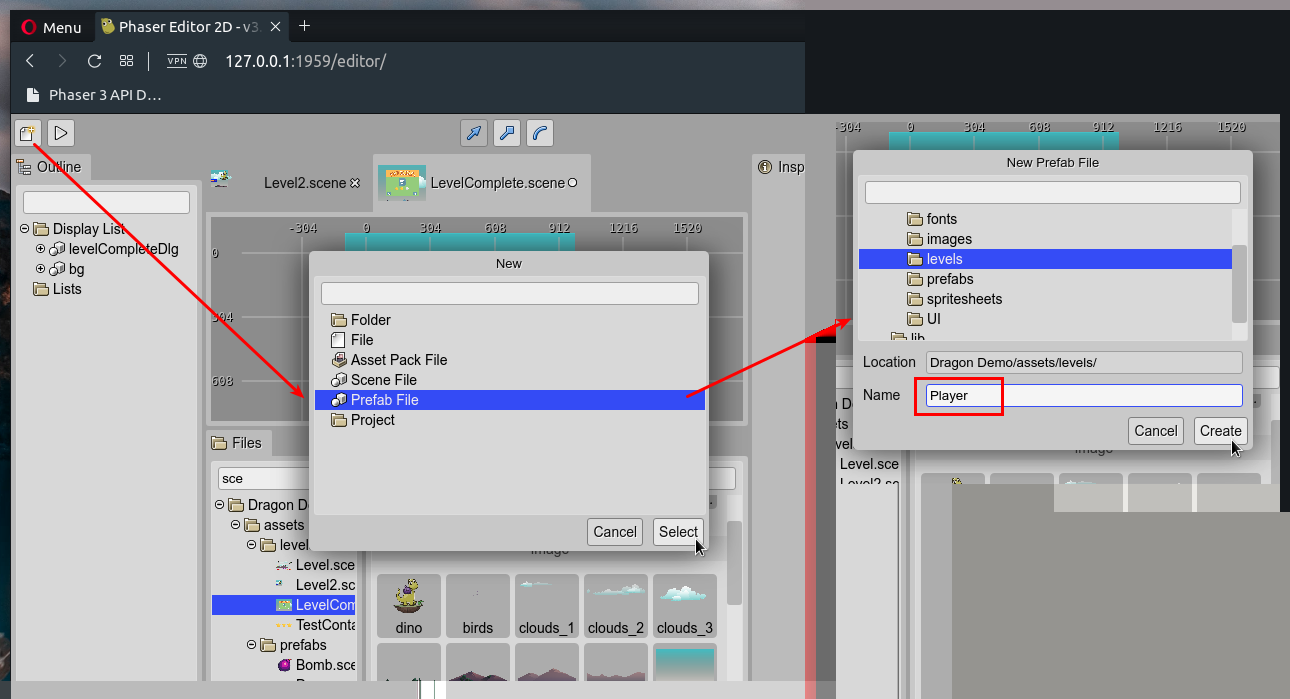 Menu
Phaser Editor 2D - v3.
VPN
127.0.0.1:1959/editor/
Phaser 3 API D…
Outline
Display List
levelCompleteDlg
bg
Lists
Level2.scene
LevelComplete.scene
Insp
-304 0 304 608 912 1216 1520
0
304
608
New
Folder
File
Asset Pack File
Scene File
Prefab File
Project
Cancel
Select
Files
sce
Dragon D
assets
level
Level.sce
Level2.sc
LevelCom
TestConta
prefabs
Bomb.sce
image
dino
birds
clouds_1
clouds_2
clouds_3
-304 0 304 608 912 1216 1520
New Prefab File
fonts
images
levels
prefabs
spritesheets
UI
lib
Location
Dragon Demo/assets/levels/
Name
Player
Cancel
Create
image
Level.sce
Level2.sc